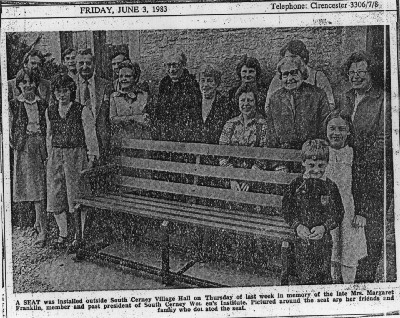 FRIDAY, JUNE 3, 1983
Telephone: Cirencester 3306/7/8
A SEAT was installed outside South Cerney Village Hall on Thursday of last week in memory of the late Mrs. Margaret
Franklin, member and past president of South Cerney Women's Institute. Pictured around the seat are her friends and
family who donated the seat.